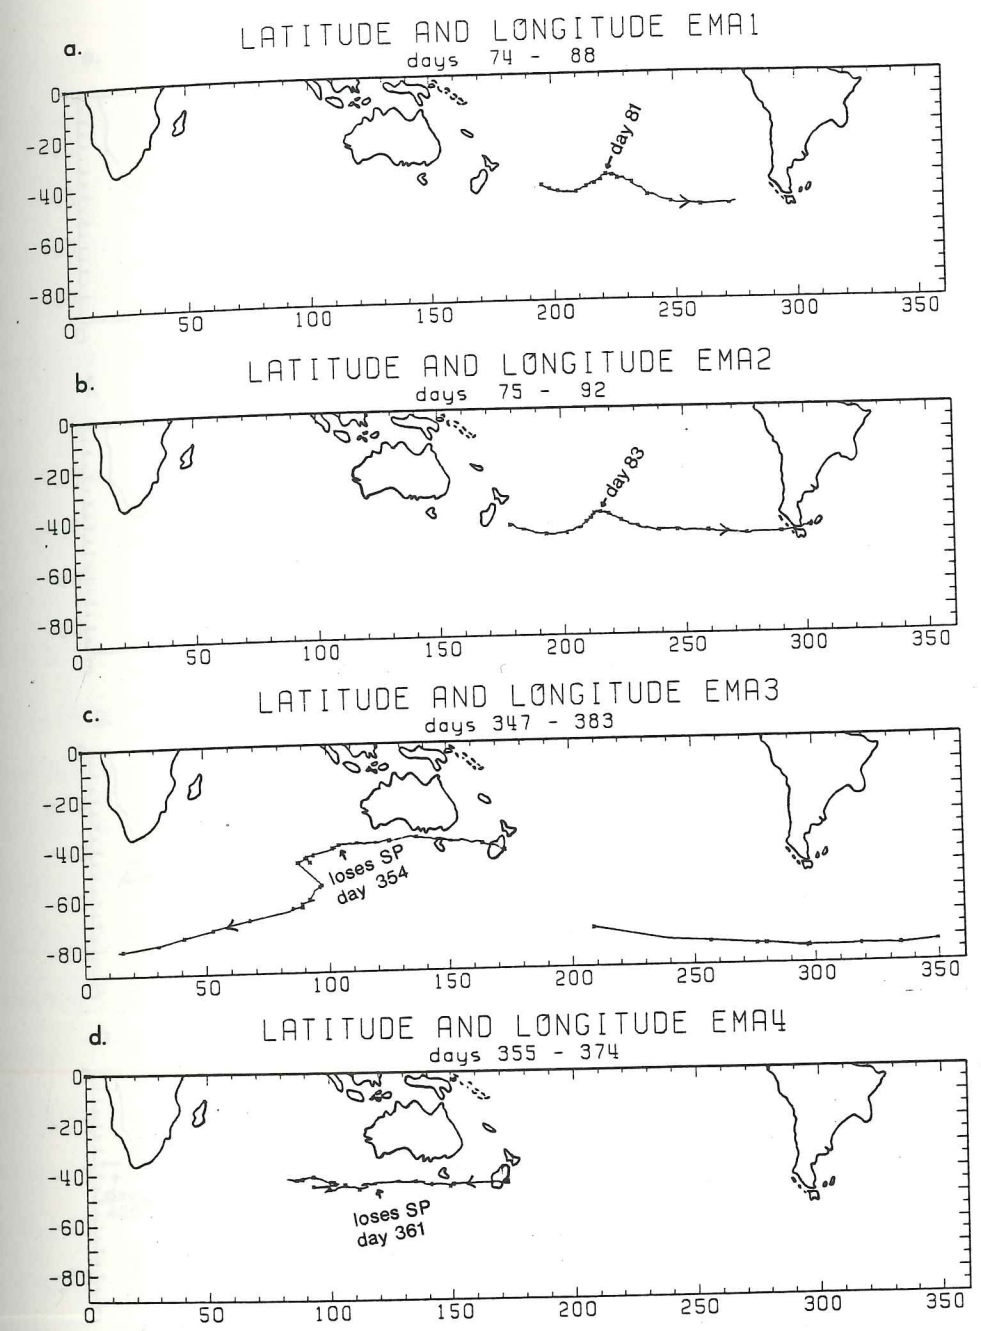 a.
LATITUDE AND LONGITUDE EMA1
days 74 - 88
day 81
0
-20
-40
-60
-80
0 50 100 150 200 250 300 350
b.
LATITUDE AND LONGITUDE EMA2
days 75 - 92
day 83
0
-20
-40
-60
-80
0 50 100 150 200 250 300 350
c.
LATITUDE AND LONGITUDE EMA3
days 347 - 383
0
-20
-40
loses SP
day 354
-60
-80
0 50 100 150 200 250 300 350
d.
LATITUDE AND LONGITUDE EMA4
days 355 - 374
0
-20
-40
loses SP
day 361
-60
-80
0 50 100 150 200 250 300 350